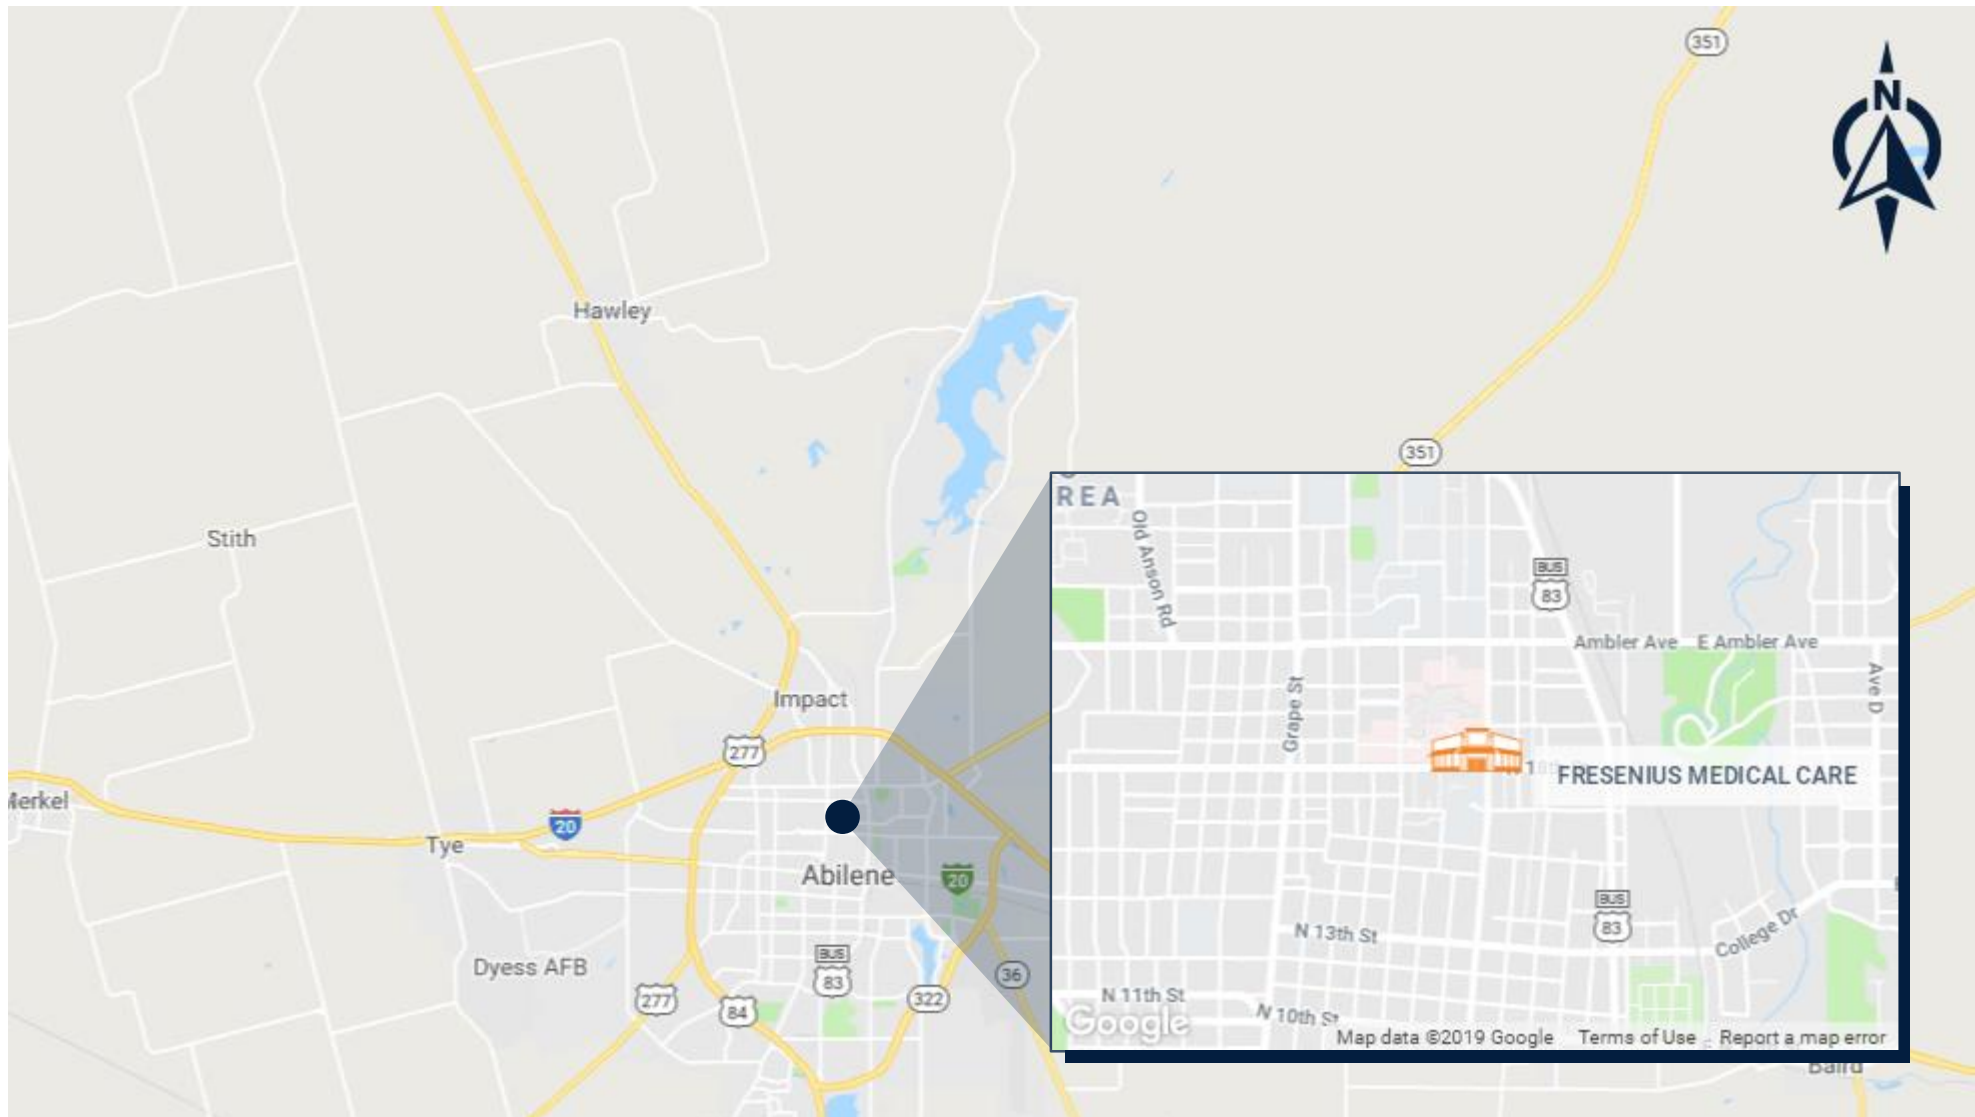 351
N
Hawley
351
Stith
Impact
277
Merkel
20
Tye
Abilene
20
Dyess AFB
BUS
83
277
84
322
36
REA
Old Anson Rd
BUS
83
Ambler Ave
E Ambler Ave
Grape St
Ave D
FRESENIUS MEDICAL CARE
BUS
83
N 13th St
College Dr
N 11th St
N 10th St
Google
Map data ©2019 Google
Terms of Use
Report a map error
Baird